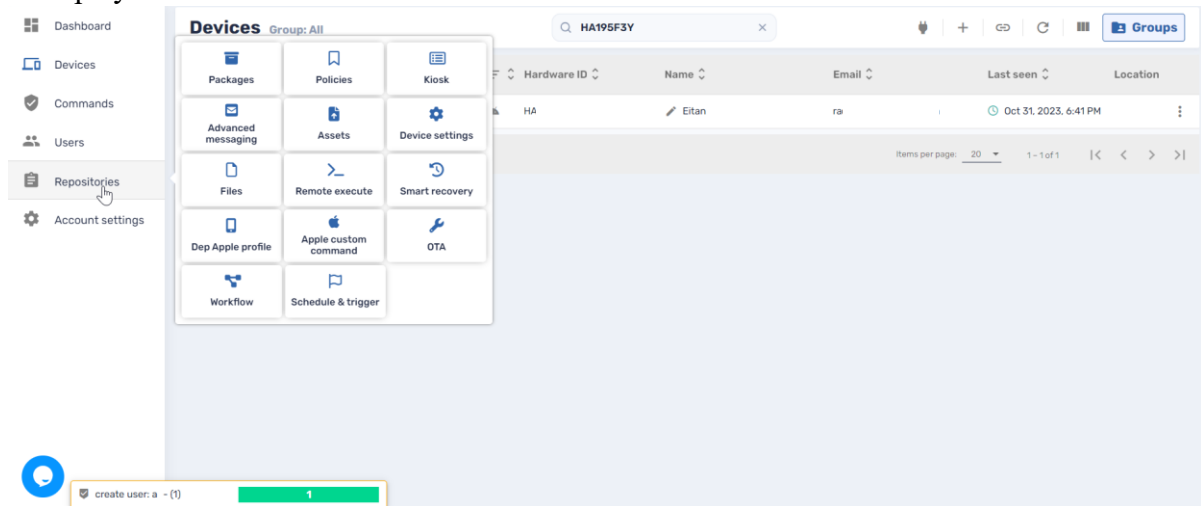 Dashboard
Devices
Commands
Users
Repositories
Account settings
Devices Group: All
HA195F3Y
Groups
Packages
Policies
Kiosk
Advanced
messaging
Assets
Device settings
Files
Remote execute
Smart recovery
Dep Apple profile
Apple custom
command
OTA
Workflow
Schedule & trigger
Hardware ID
Name
Email
Last seen
Location
HA
Eitan
Oct 31, 2023, 6:41 PM
Items per page: 20
1 – 1 of 1
create user: a - (1)
1